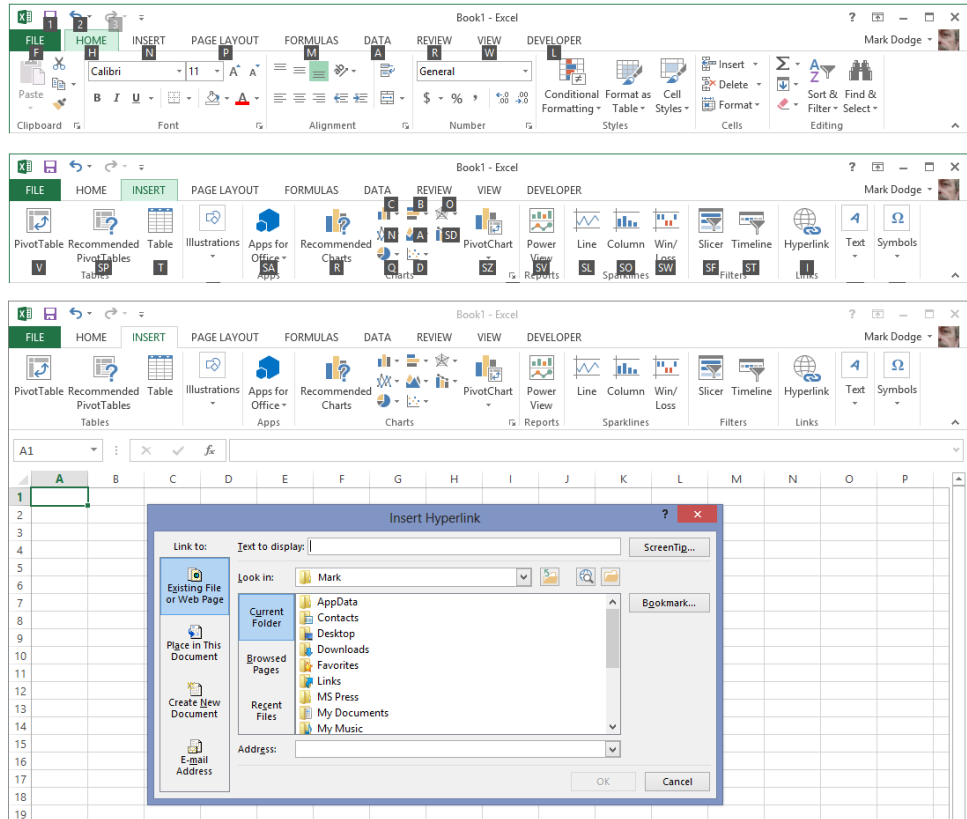 Book1 - Excel ?
1 2 3
FILE HOME INSERT PAGE LAYOUT FORMULAS DATA REVIEW VIEW DEVELOPER Mark Dodge
F H N P M A R W L
Calibri 11 A A General Insert
Paste B I U A $ % , .00 .00 Conditional Format as Cell Delete Sort & Find &
Formatting Table Styles Format Filter Select
Clipboard Font Alignment Number Styles Cells Editing
Book1 - Excel ?
FILE HOME INSERT PAGE LAYOUT FORMULAS DATA REVIEW VIEW DEVELOPER Mark Dodge
C B O
PivotTable Recommended Table Illustrations Apps for Recommended N A SD PivotChart Power Line Column Win/ Slicer Timeline Hyperlink Text Symbols
PivotTables Office Charts View Loss
V SP T SA R Q D SZ SV SL SO SW SF ST I
Tables Apps Charts Reports Sparklines Filters Links
Book1 - Excel ?
FILE HOME INSERT PAGE LAYOUT FORMULAS DATA REVIEW VIEW DEVELOPER Mark Dodge
PivotTable Recommended Table Illustrations Apps for Recommended PivotChart Power Line Column Win/ Slicer Timeline Hyperlink Text Symbols
PivotTables Office Charts View Loss
Tables Apps Charts Reports Sparklines Filters Links
A1 fx
A B C D E F G H I J K L M N O P
1
2 Insert Hyperlink ?
3
4 Link to: Text to display: ScreenTip...
5
6 Existing File or Web Page Look in: Mark
7 Current Folder AppData Bookmark...
8 Contacts
9 Place in This Document Desktop
10 Browsed Pages Downloads
11 Favorites
12 Create New Document Links
13 Recent Files MS Press
My Documents
14 My Music
15 E-mail Address Address:
16
17 OK Cancel
18
19